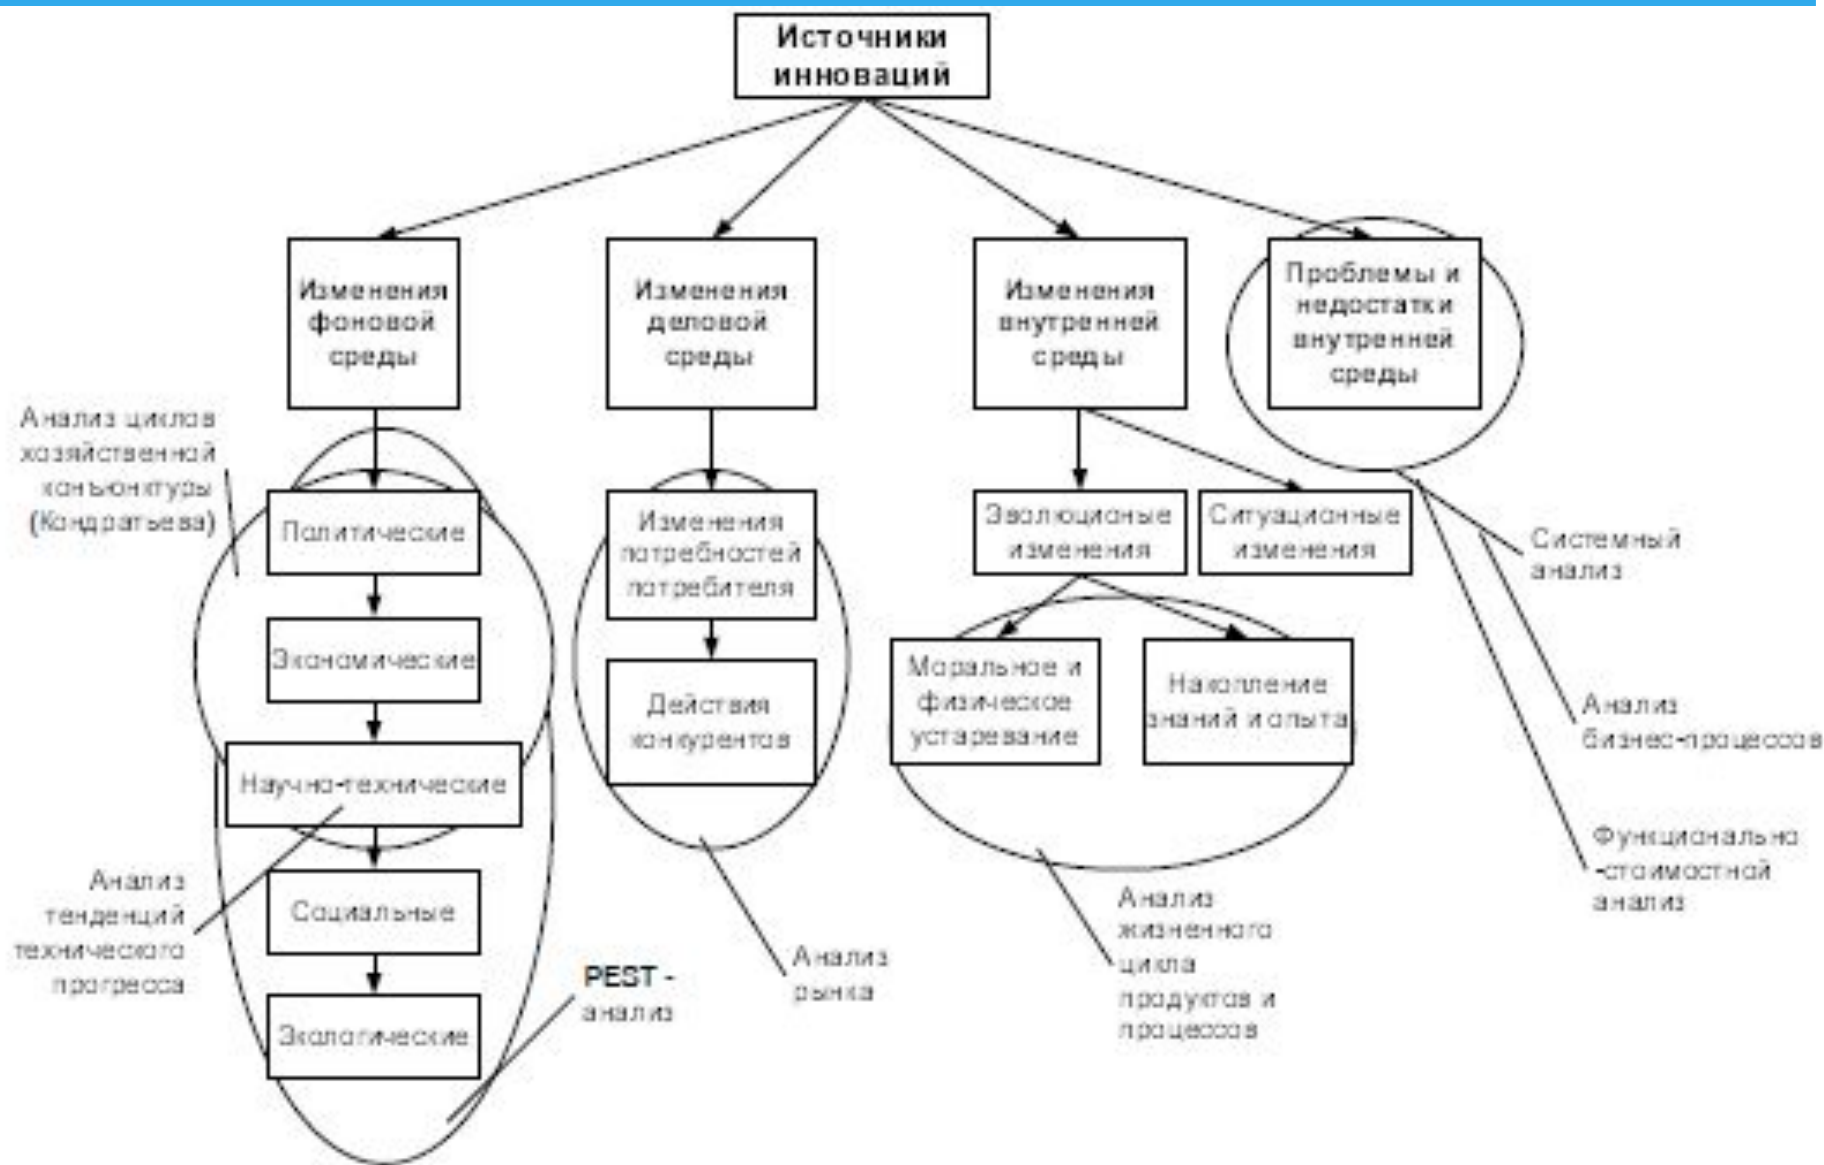 Источники
инноваций
Изменения
фоновой
среды
Изменения
деловой
среды
Изменения
внутренней
среды
Проблемы и
недостатки
внутренней
среды
Анализ циклов
хозяйственной
конъюнктуры
(Кондратьева)
Политические
Экономические
Научно-технические
Социальные
Экологические
Анализ
тенденций
технического
прогресса
PEST -
анализ
Изменения
потребностей
потребителя
Действия
конкурентов
Анализ
рынка
Эволюционые
изменения
Ситуационные
изменения
Моральное и
физическое
устаревание
Накопление
знаний и опыта
Анализ
жизненного
цикла
продуктов и
процессов
Системный
анализ
Анализ
бизнес-процессов
Функционально
-стоимостной
анализ